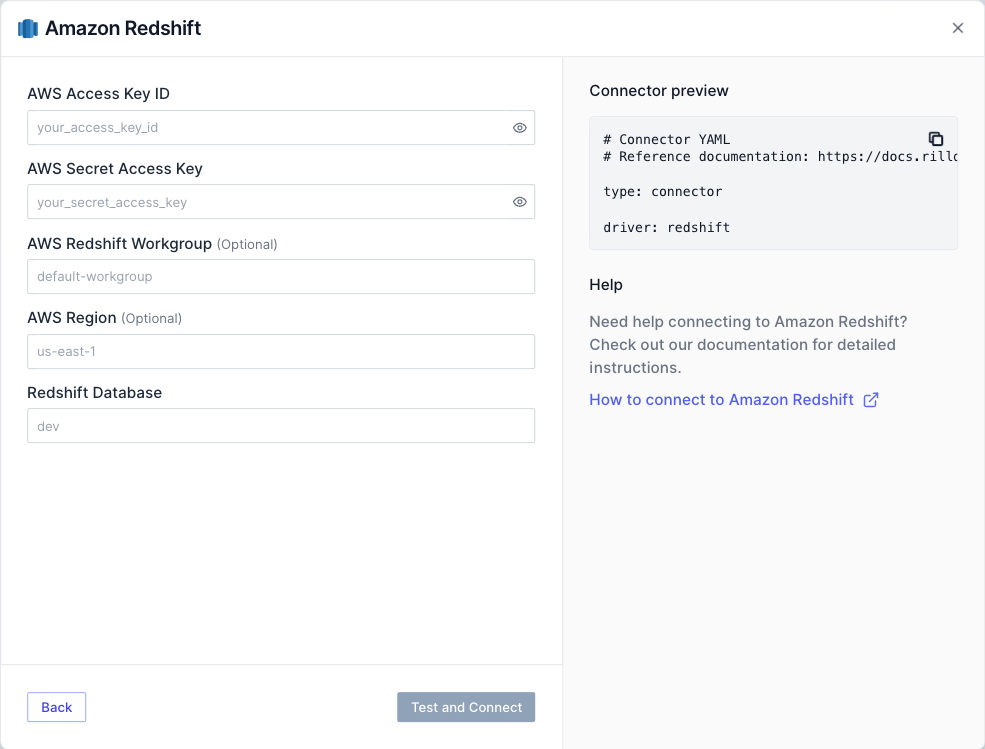 Amazon Redshift
AWS Access Key ID
your_access_key_id
AWS Secret Access Key
your_secret_access_key
AWS Redshift Workgroup (Optional)
default-workgroup
AWS Region (Optional)
us-east-1
Redshift Database
dev
Back
Test and Connect
Connector preview
# Connector YAML
# Reference documentation: https://docs.rilld
type: connector
driver: redshift
Help
Need help connecting to Amazon Redshift?
Check out our documentation for detailed
instructions.
How to connect to Amazon Redshift